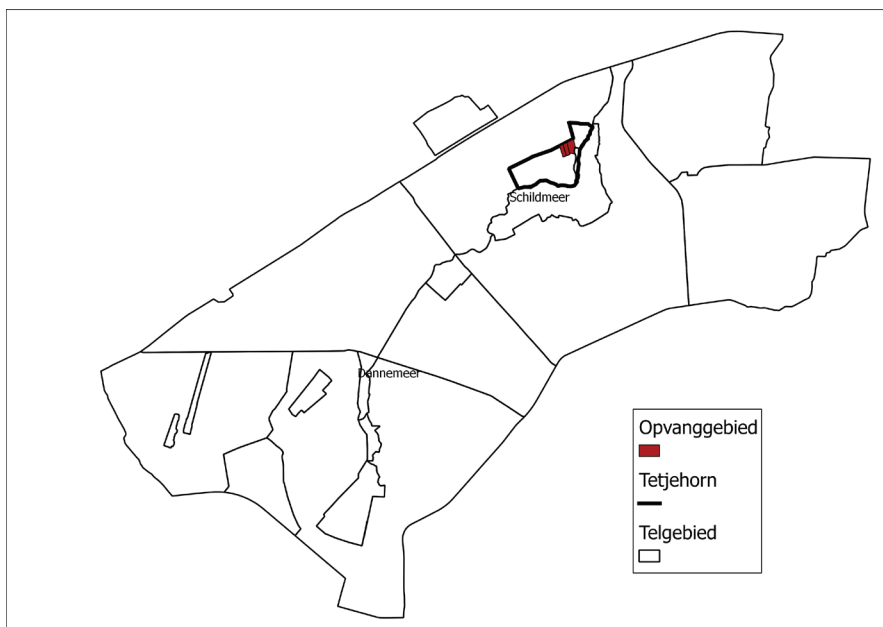 Schildmeer
Dannemeer
Opvanggebied
Tetjehorn
Telgebied